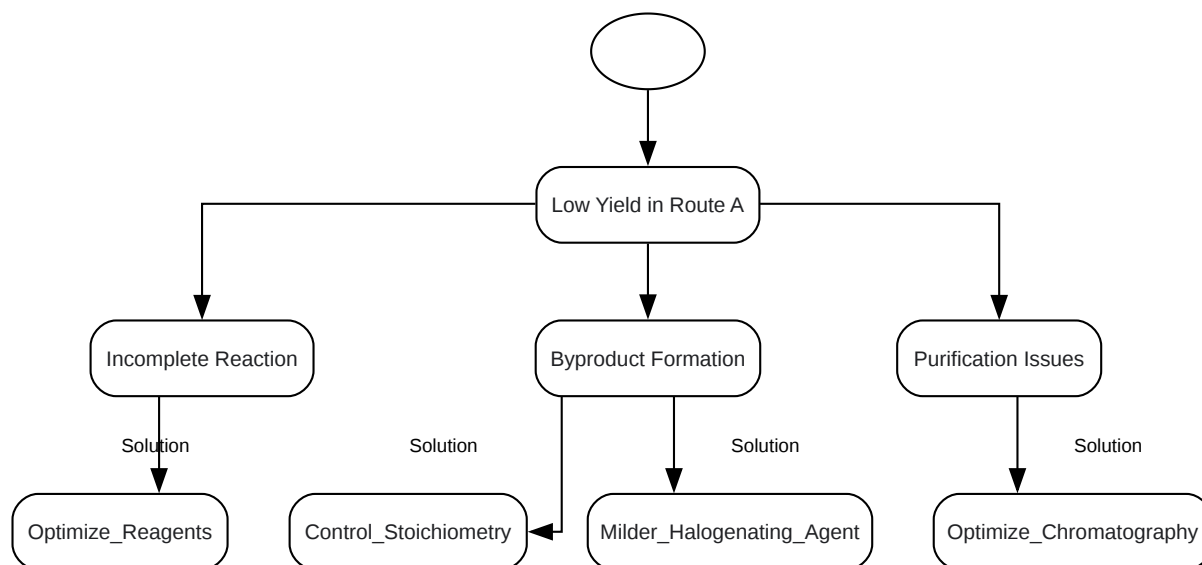 Low Yield in Route A
Incomplete Reaction
Byproduct Formation
Purification Issues
Solution
Solution
Solution
Solution
Optimize_Reagents
Control_Stoichiometry
Milder_Halogenating_Agent
Optimize_Chromatography